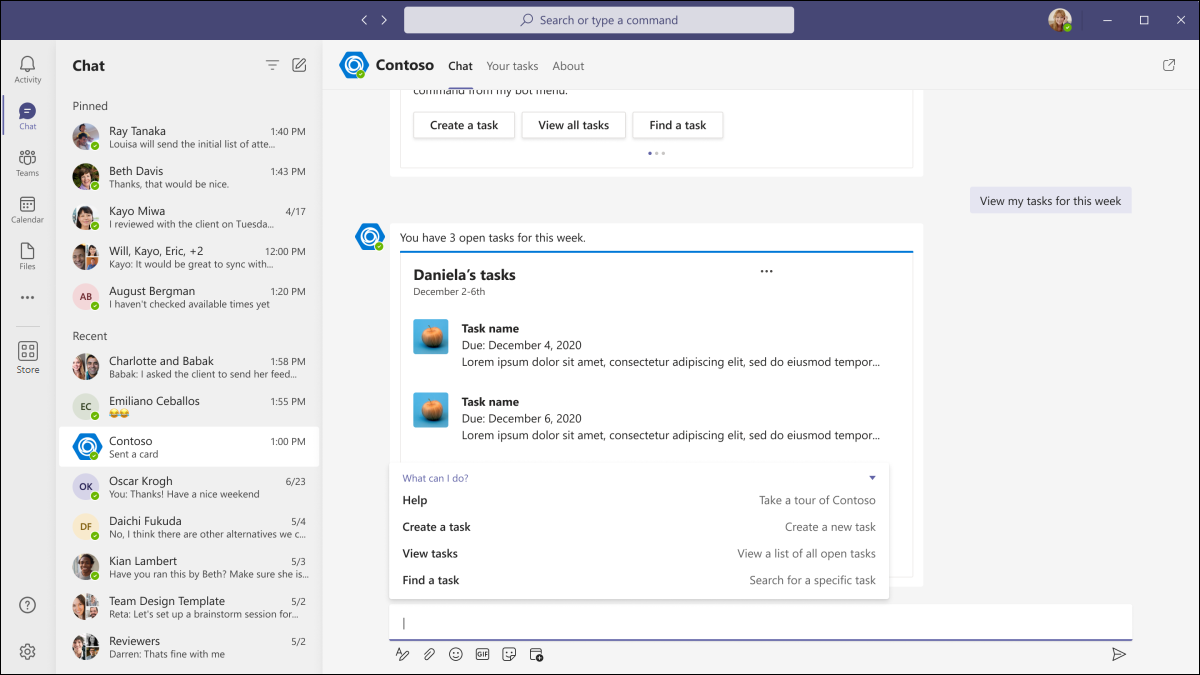 Search or type a command
Activity
Chat
Teams
Calendar
Files
Store
Chat
Pinned
Ray Tanaka 1:40 PM
Louisa will send the initial list of atte...
Beth Davis 1:43 PM
Thanks, that would be nice.
Kayo Miwa 4/17
I reviewed with the client on Tuesda...
Will, Kayo, Eric, +2 12:00 PM
Kayo: It would be great to sync with...
AB
August Bergman 1:20 PM
I haven't checked available times yet
Recent
Charlotte and Babak 1:58 PM
Babak: I asked the client to send her feed...
EC
Emiliano Ceballos 1:55 PM
😂😂
Contoso 1:00 PM
Sent a card
OK
Oscar Krogh 6/23
You: Thanks! Have a nice weekend
DF
Daichi Fukuda 5/4
No, I think there are other alternatives we c...
Kian Lambert 5/3
Have you ran this by Beth? Make sure she is...
Team Design Template 5/2
Reta: Let's set up a brainstorm session for...
Reviewers 5/2
Darren: Thats fine with me
Contoso Chat Your tasks About
command from my bot menu.
Create a task View all tasks Find a task
View my tasks for this week
You have 3 open tasks for this week.
Daniela's tasks
December 2-6th
Task name
Due: December 4, 2020
Lorem ipsum dolor sit amet, consectetur adipiscing elit, sed do eiusmod tempor...
Task name
Due: December 6, 2020
Lorem ipsum dolor sit amet, consectetur adipiscing elit, sed do eiusmod tempor...
What can I do?
Help Take a tour of Contoso
Create a task Create a new task
View tasks View a list of all open tasks
Find a task Search for a specific task
GIF